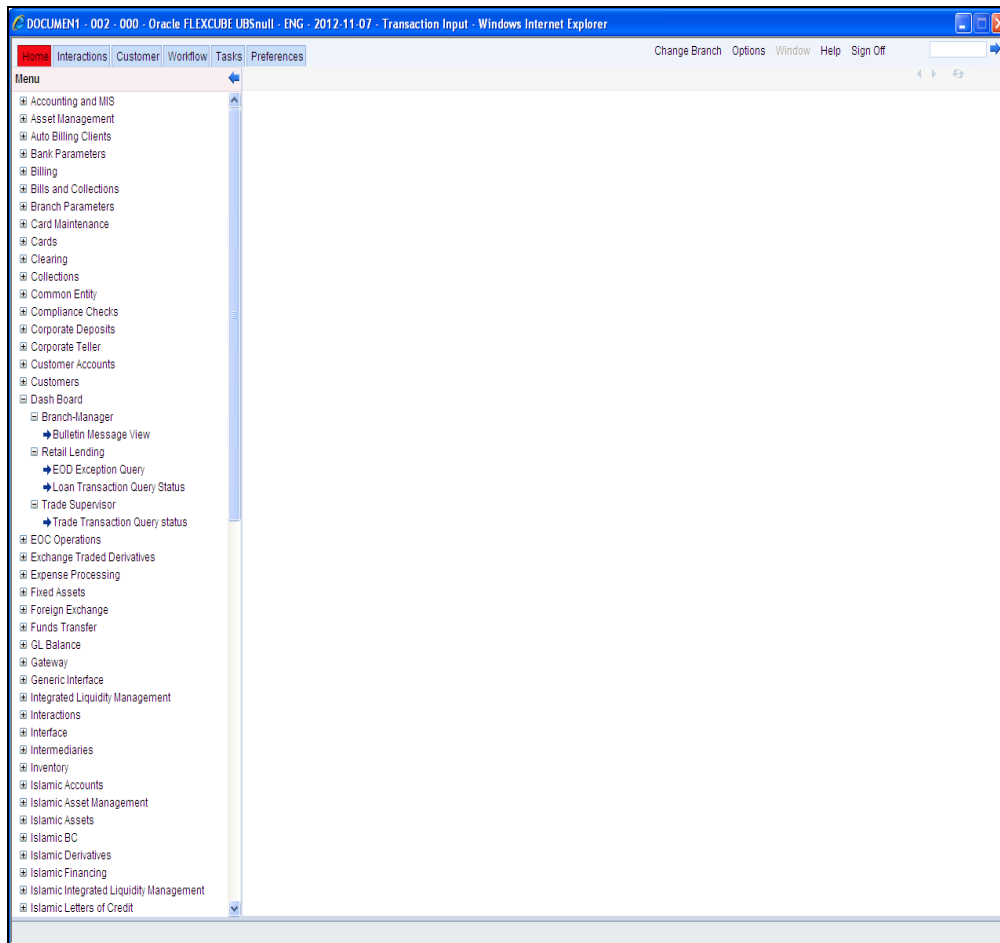 DOCUMENT1 - 002 - 000 - Oracle FLEXCUBE UBSnull - ENG - 2012-11-07 - Transaction Input - Windows Internet Explorer
Home Interactions Customer Workflow Tasks Preferences Change Branch Options Window Help Sign Off
Menu
Accounting and MIS
Asset Management
Auto Billing Clients
Bank Parameters
Billing
Bills and Collections
Branch Parameters
Card Maintenance
Cards
Clearing
Collections
Common Entity
Compliance Checks
Corporate Deposits
Corporate Teller
Customer Accounts
Customers
Dash Board
Branch-Manager
Bulletin Message View
Retail Lending
EOD Exception Query
Loan Transaction Query Status
Trade Supervisor
Trade Transaction Query status
EOC Operations
Exchange Traded Derivatives
Expense Processing
Fixed Assets
Foreign Exchange
Funds Transfer
GL Balance
Gateway
Generic Interface
Integrated Liquidity Management
Interactions
Interface
Intermediaries
Inventory
Islamic Accounts
Islamic Asset Management
Islamic Assets
Islamic BC
Islamic Derivatives
Islamic Financing
Islamic Integrated Liquidity Management
Islamic Letters of Credit